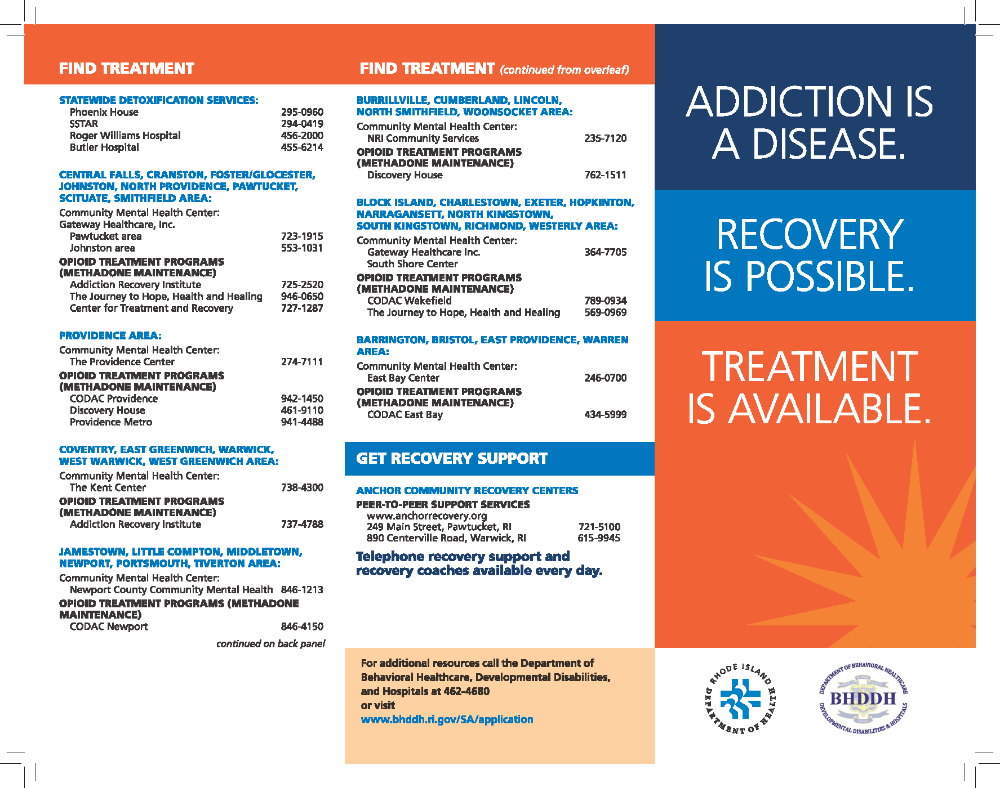 FIND TREATMENT
STATEWIDE DETOXIFICATION SERVICES:
Phoenix House 295-0960
SSTAR 294-0419
Roger Williams Hospital 456-2000
Butler Hospital 455-6214
CENTRAL FALLS, CRANSTON, FOSTER/GLOCESTER,
JOHNSTON, NORTH PROVIDENCE, PAWTUCKET,
SCITUATE, SMITHFIELD AREA:
Community Mental Health Center:
Gateway Healthcare, Inc.
Pawtucket area 723-1915
Johnston area 553-1031
OPIOID TREATMENT PROGRAMS
(METHADONE MAINTENANCE)
Addiction Recovery Institute 725-2520
The Journey to Hope, Health and Healing 946-0650
Center for Treatment and Recovery 727-1287
PROVIDENCE AREA:
Community Mental Health Center:
The Providence Center 274-7111
OPIOID TREATMENT PROGRAMS
(METHADONE MAINTENANCE)
CODAC Providence 942-1450
Discovery House 461-9110
Providence Metro 941-4488
COVENTRY, EAST GREENWICH, WARWICK,
WEST WARWICK, WEST GREENWICH AREA:
Community Mental Health Center:
The Kent Center 738-4300
OPIOID TREATMENT PROGRAMS
(METHADONE MAINTENANCE)
Addiction Recovery Institute 737-4788
JAMESTOWN, LITTLE COMPTON, MIDDLETOWN,
NEWPORT, PORTSMOUTH, TIVERTON AREA:
Community Mental Health Center:
Newport County Community Mental Health 846-1213
OPIOID TREATMENT PROGRAMS (METHADONE
MAINTENANCE)
CODAC Newport 846-4150
continued on back panel
FIND TREATMENT (continued from overleaf)
BURRILLVILLE, CUMBERLAND, LINCOLN,
NORTH SMITHFIELD, WOONSOCKET AREA:
Community Mental Health Center:
NRI Community Services 235-7120
OPIOID TREATMENT PROGRAMS
(METHADONE MAINTENANCE)
Discovery House 762-1511
BLOCK ISLAND, CHARLESTOWN, EXETER, HOPKINTON,
NARRAGANSETT, NORTH KINGSTOWN,
SOUTH KINGSTOWN, RICHMOND, WESTERLY AREA:
Community Mental Health Center:
Gateway Healthcare Inc. 364-7705
South Shore Center
OPIOID TREATMENT PROGRAMS
(METHADONE MAINTENANCE)
CODAC Wakefield 789-0934
The Journey to Hope, Health and Healing 569-0969
BARRINGTON, BRISTOL, EAST PROVIDENCE, WARREN
AREA:
Community Mental Health Center:
East Bay Center 246-0700
OPIOID TREATMENT PROGRAMS
(METHADONE MAINTENANCE)
CODAC East Bay 434-5999
GET RECOVERY SUPPORT
ANCHOR COMMUNITY RECOVERY CENTERS
PEER-TO-PEER SUPPORT SERVICES
www.anchorrecovery.org
249 Main Street, Pawtucket, RI 721-5100
890 Centerville Road, Warwick, RI 615-9945
Telephone recovery support and
recovery coaches available every day.
For additional resources call the Department of
Behavioral Healthcare, Developmental Disabilities,
and Hospitals at 462-4680
or visit
www.bhddh.ri.gov/SA/application
ADDICTION IS
A DISEASE.
RECOVERY
IS POSSIBLE.
TREATMENT
IS AVAILABLE.
RHODE ISLAND
DEPARTMENT OF HEALTH
DEPARTMENT OF BEHAVIORAL HEALTHCARE
BHDDH
DEVELOPMENTAL DISABILITIES & HOSPITALS